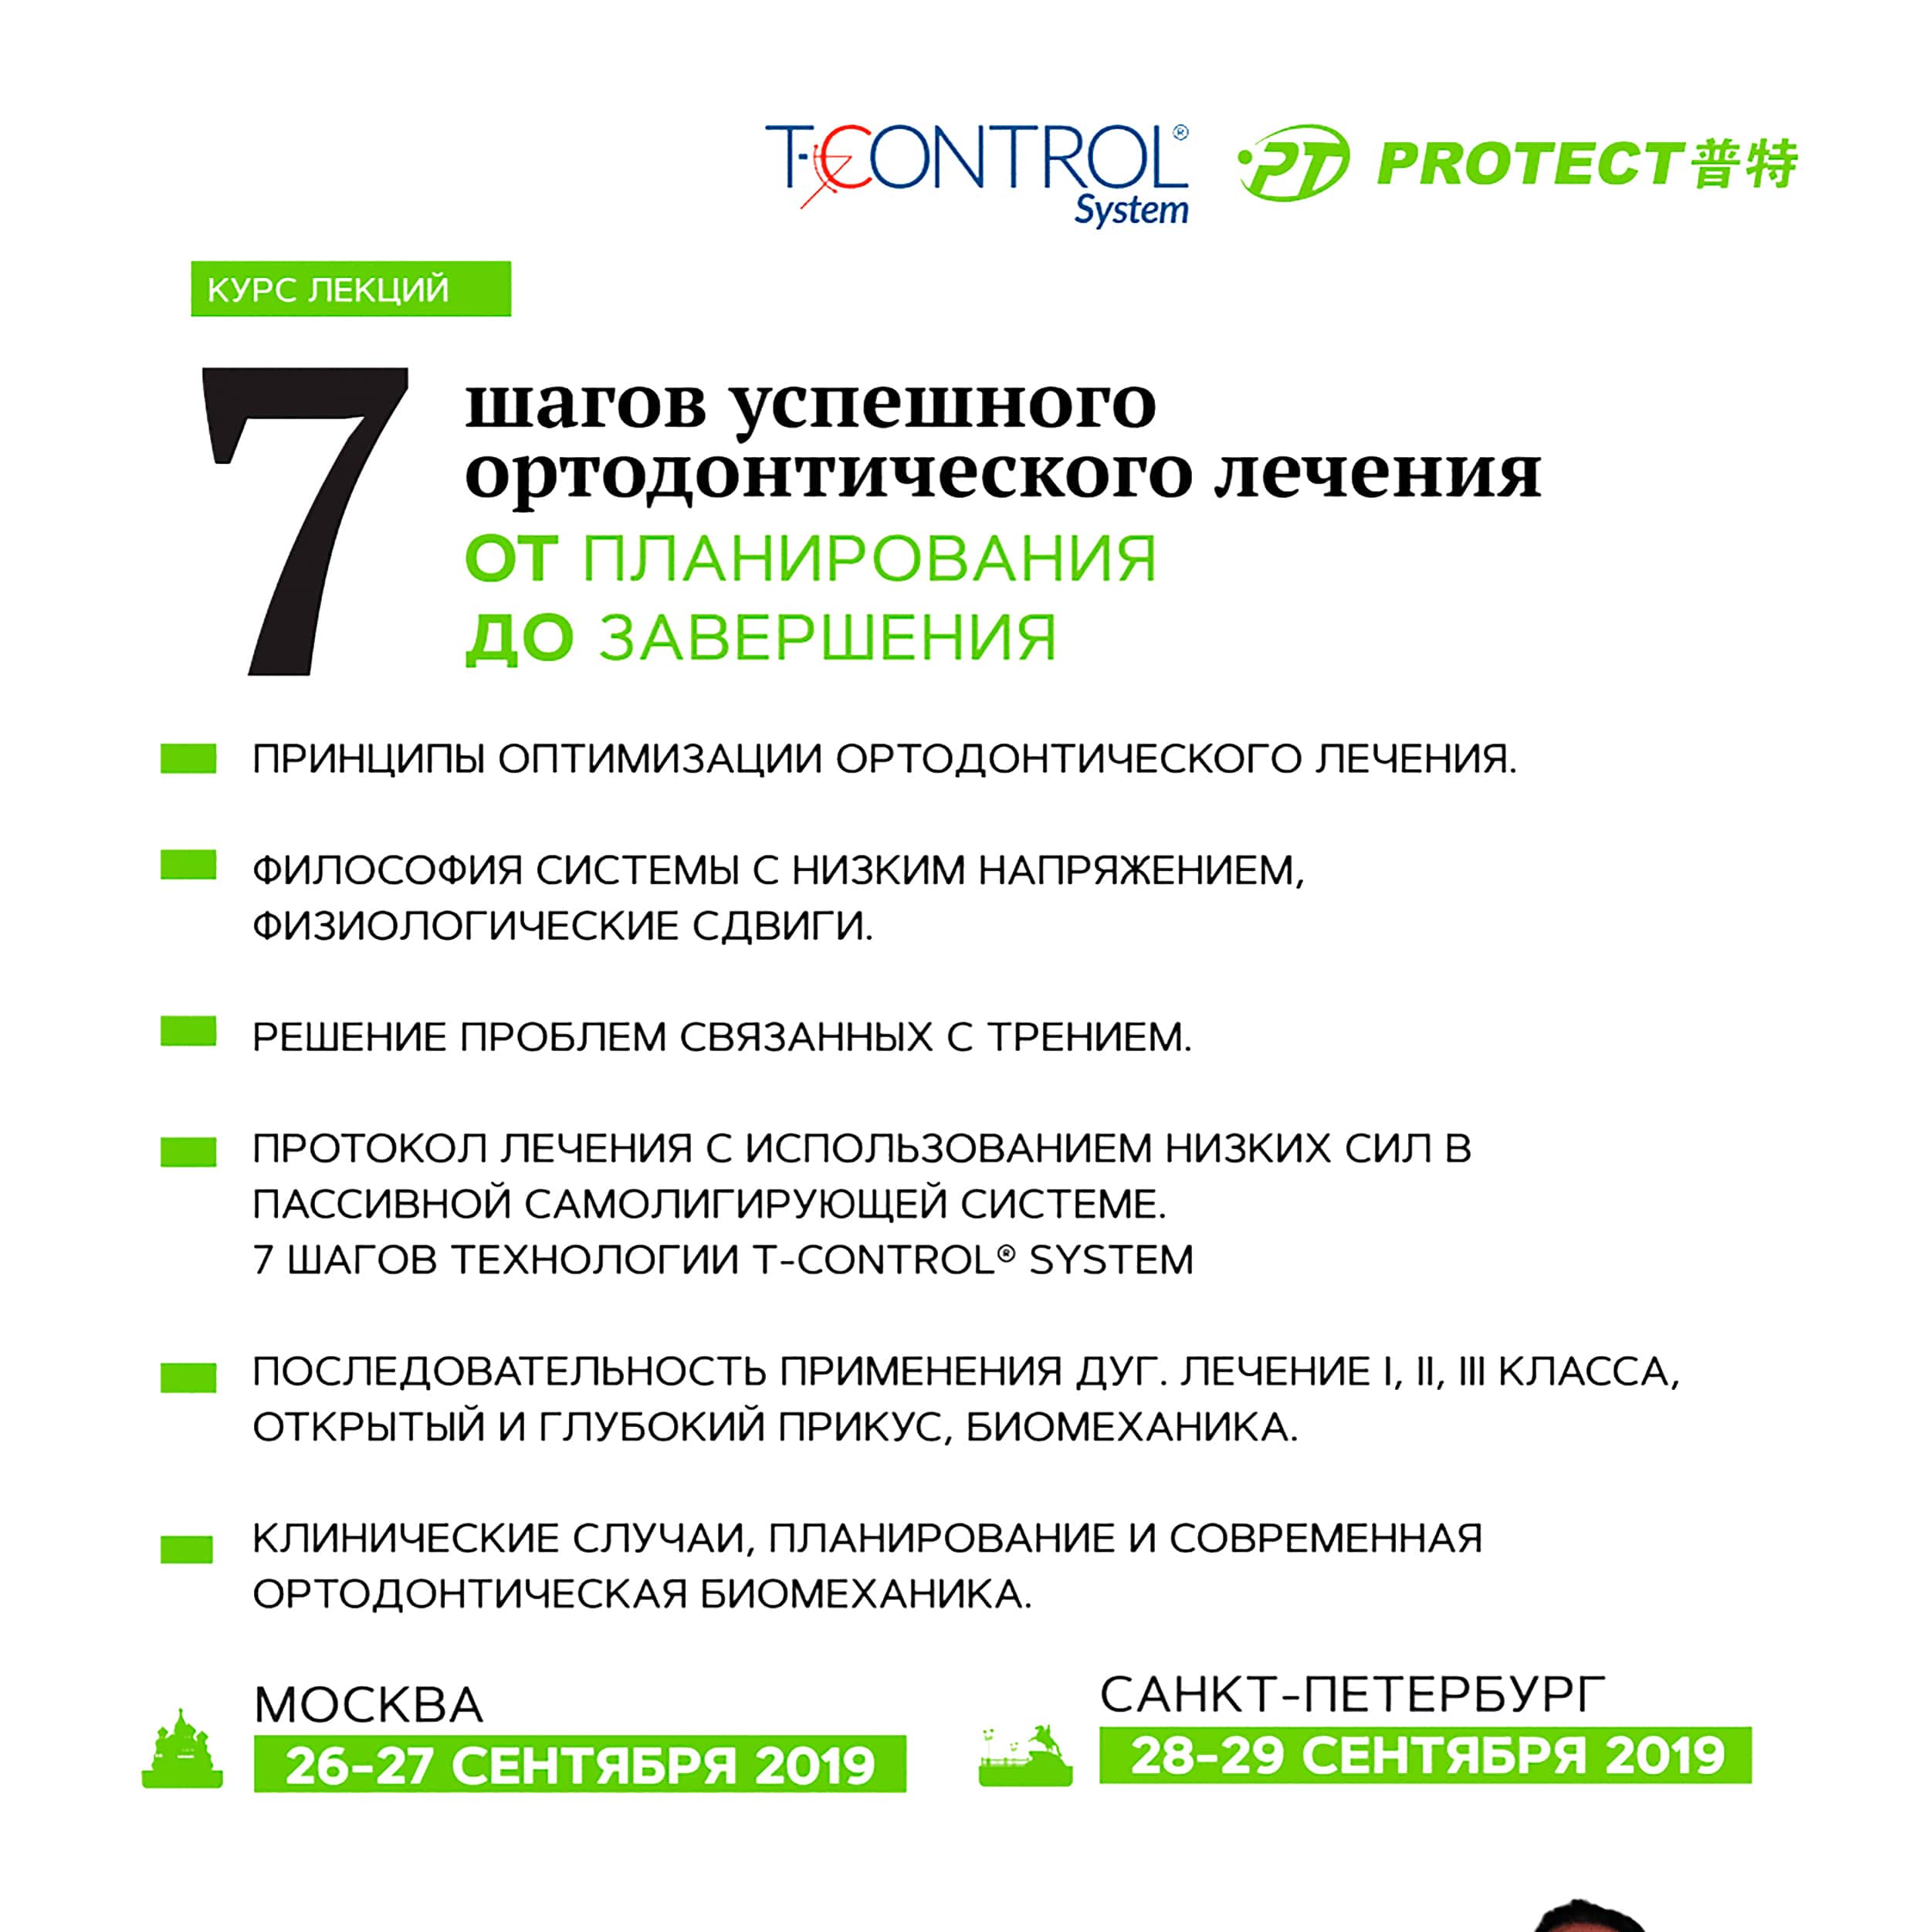 T-CONTROL®
System
PT PROTECT普特
КУРС ЛЕКЦИЙ
7 шагов успешного
ортодонтического лечения
ОТ ПЛАНИРОВАНИЯ
ДО ЗАВЕРШЕНИЯ
ПРИНЦИПЫ ОПТИМИЗАЦИИ ОРТОДОНТИЧЕСКОГО ЛЕЧЕНИЯ.
ФИЛОСОФИЯ СИСТЕМЫ С НИЗКИМ НАПРЯЖЕНИЕМ,
ФИЗИОЛОГИЧЕСКИЕ СДВИГИ.
РЕШЕНИЕ ПРОБЛЕМ СВЯЗАННЫХ С ТРЕНИЕМ.
ПРОТОКОЛ ЛЕЧЕНИЯ С ИСПОЛЬЗОВАНИЕМ НИЗКИХ СИЛ В
ПАССИВНОЙ САМОЛИГИРУЮЩЕЙ СИСТЕМЕ.
7 ШАГОВ ТЕХНОЛОГИИ T-CONTROL® SYSTEM
ПОСЛЕДОВАТЕЛЬНОСТЬ ПРИМЕНЕНИЯ ДУГ. ЛЕЧЕНИЕ I, II, III КЛАССА,
ОТКРЫТЫЙ И ГЛУБОКИЙ ПРИКУС, БИОМЕХАНИКА.
КЛИНИЧЕСКИЕ СЛУЧАИ, ПЛАНИРОВАНИЕ И СОВРЕМЕННАЯ
ОРТОДОНТИЧЕСКАЯ БИОМЕХАНИКА.
МОСКВА
26-27 СЕНТЯБРЯ 2019
САНКТ-ПЕТЕРБУРГ
28-29 СЕНТЯБРЯ 2019